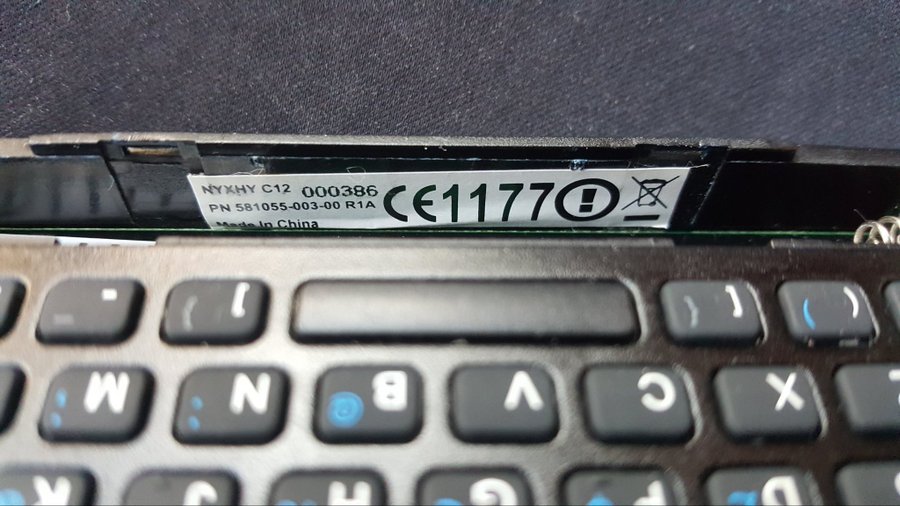 NYXHY C12 000386
PN 581055-003-00 R1A
Made In China
CE1177
- ] [ (
M N B @ V C X Z
K J H G F D